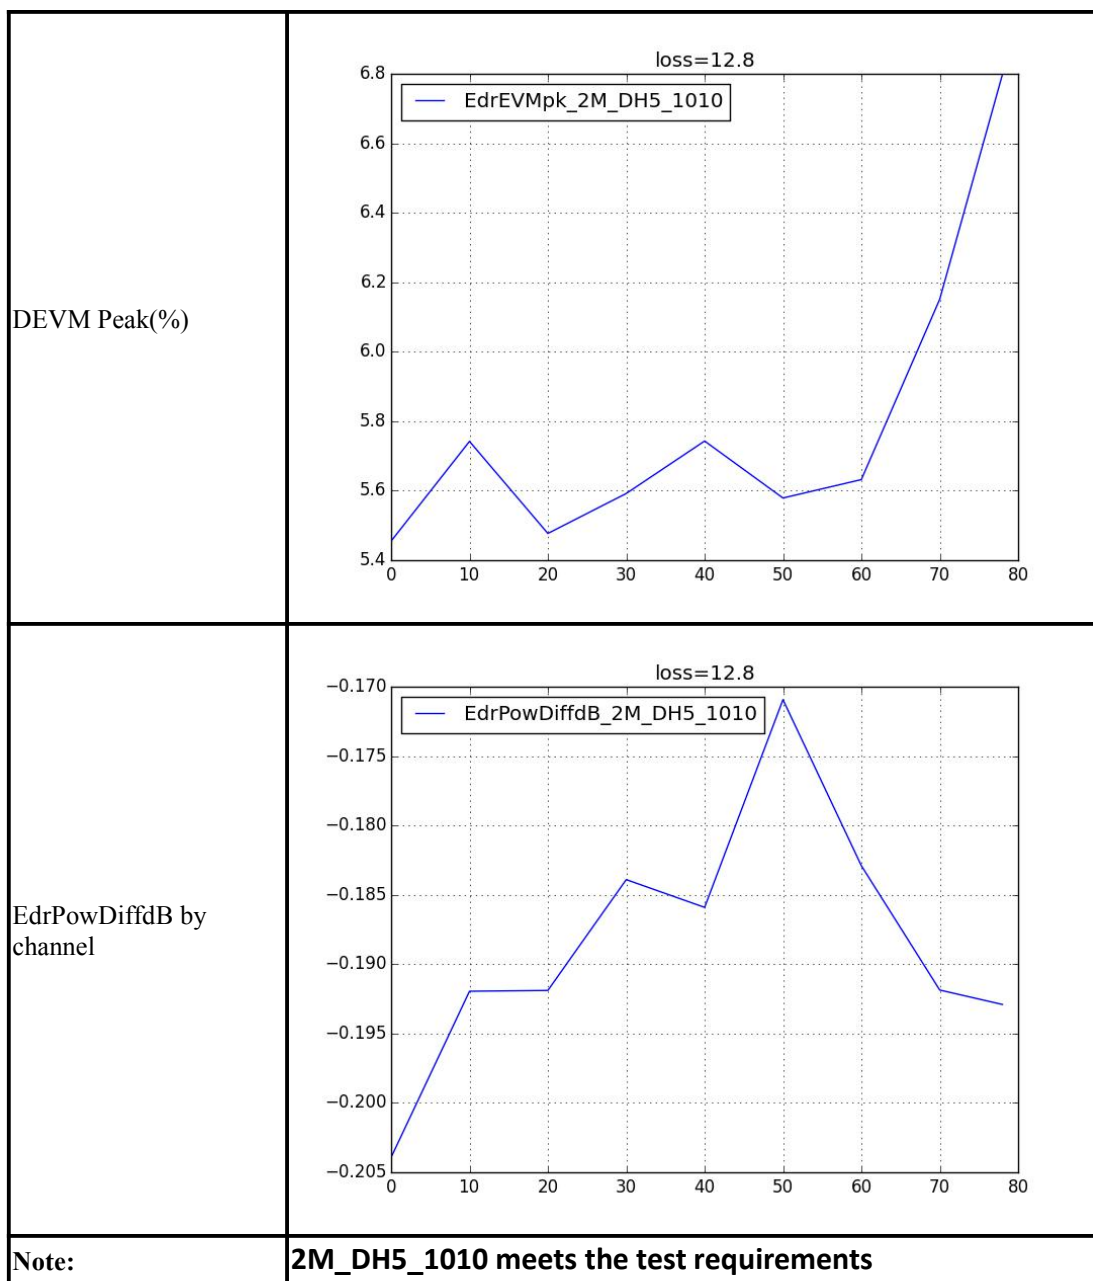 DEVM Peak(%)
loss=12.8
EdrEVMpk_2M_DH5_1010
6.8
6.6
6.4
6.2
6.0
5.8
5.6
5.4
0 10 20 30 40 50 60 70 80
EdrPowDiffdB by
channel
loss=12.8
EdrPowDiffdB_2M_DH5_1010
−0.170
−0.175
−0.180
−0.185
−0.190
−0.195
−0.200
−0.205
0 10 20 30 40 50 60 70 80
Note:
2M_DH5_1010 meets the test requirements